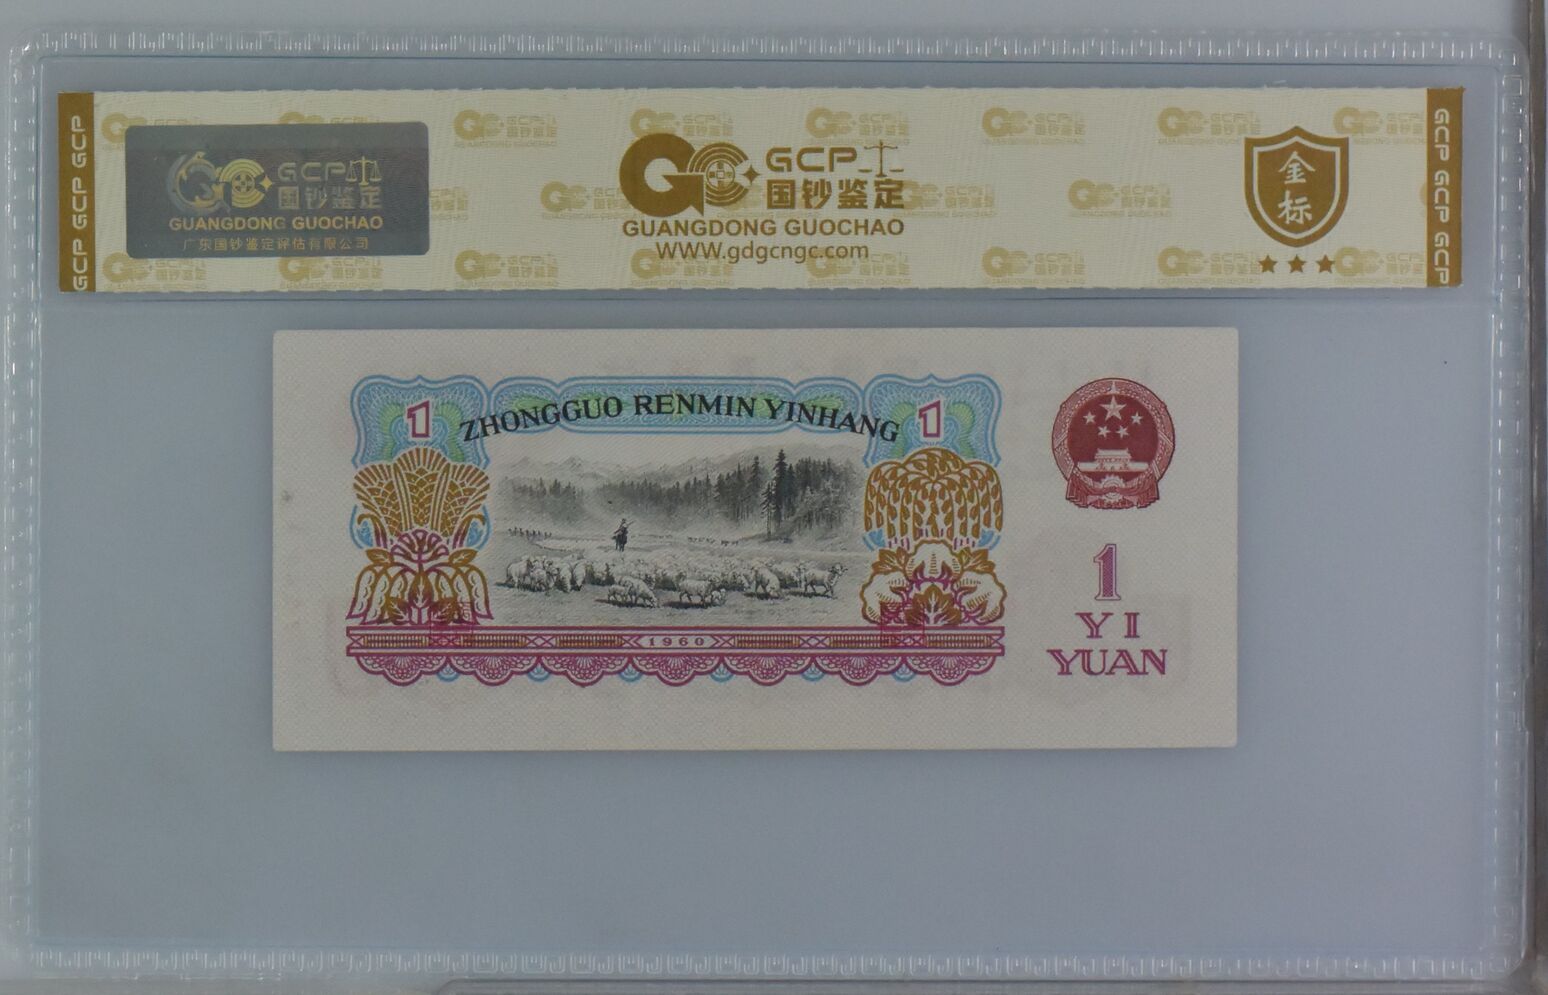 GCP GCP GCP
GCP
国钞鉴定
GUANGDONG GUOCHAO
广东国钞鉴定评估有限公司
GCP
国钞鉴定
GUANGDONG GUOCHAO
WWW.gdgcngc.com
金标
GCP GCP GCP
ZHONGGUO RENMIN YINHANG
1
1
1960
1
YI
YUAN